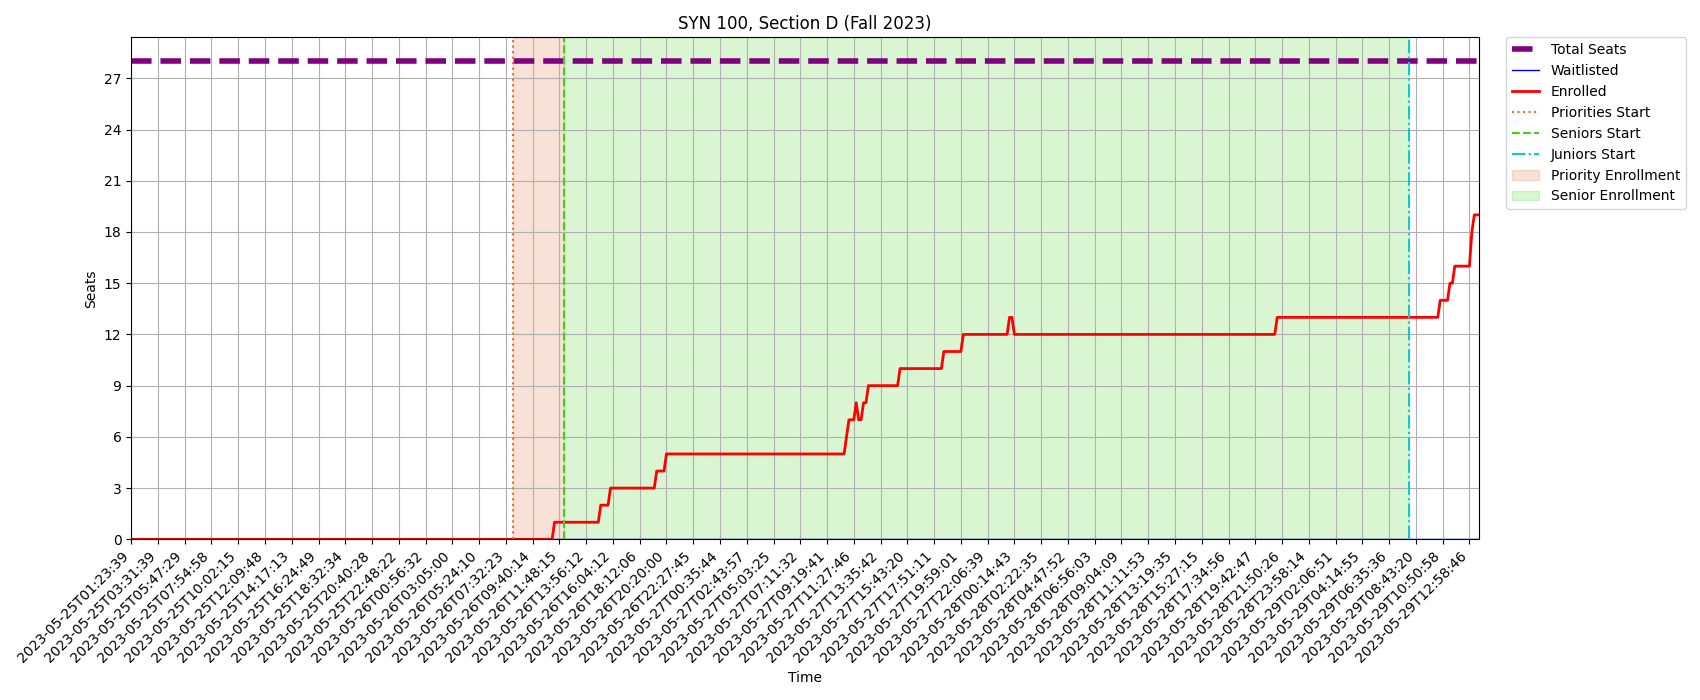 SYN 100, Section D (Fall 2023)
Total Seats
Waitlisted
Enrolled
Priorities Start
Seniors Start
Juniors Start
Priority Enrollment
Senior Enrollment
Seats
27
24
21
18
15
12
9
6
3
0
2023-05-25T01:23:39
2023-05-25T03:31:39
2023-05-25T05:47:29
2023-05-25T07:54:58
2023-05-25T10:02:15
2023-05-25T12:09:48
2023-05-25T14:17:13
2023-05-25T16:24:49
2023-05-25T18:32:34
2023-05-25T20:40:28
2023-05-25T22:48:22
2023-05-26T00:56:32
2023-05-26T03:05:00
2023-05-26T05:24:10
2023-05-26T07:32:23
2023-05-26T09:40:14
2023-05-26T11:48:15
2023-05-26T13:56:12
2023-05-26T16:04:12
2023-05-26T18:12:06
2023-05-26T20:20:00
2023-05-26T22:27:45
2023-05-27T00:35:44
2023-05-27T02:43:57
2023-05-27T05:03:25
2023-05-27T07:11:32
2023-05-27T09:19:41
2023-05-27T11:27:46
2023-05-27T13:35:42
2023-05-27T15:43:20
2023-05-27T17:51:11
2023-05-27T19:59:01
2023-05-27T22:06:39
2023-05-28T00:14:43
2023-05-28T02:22:35
2023-05-28T04:47:52
2023-05-28T06:56:03
2023-05-28T09:04:09
2023-05-28T11:11:53
2023-05-28T13:19:35
2023-05-28T15:27:15
2023-05-28T17:34:56
2023-05-28T19:42:47
2023-05-28T21:50:26
2023-05-28T23:58:14
2023-05-29T02:06:51
2023-05-29T04:14:55
2023-05-29T06:35:36
2023-05-29T08:43:20
2023-05-29T10:50:58
2023-05-29T12:58:46
Time